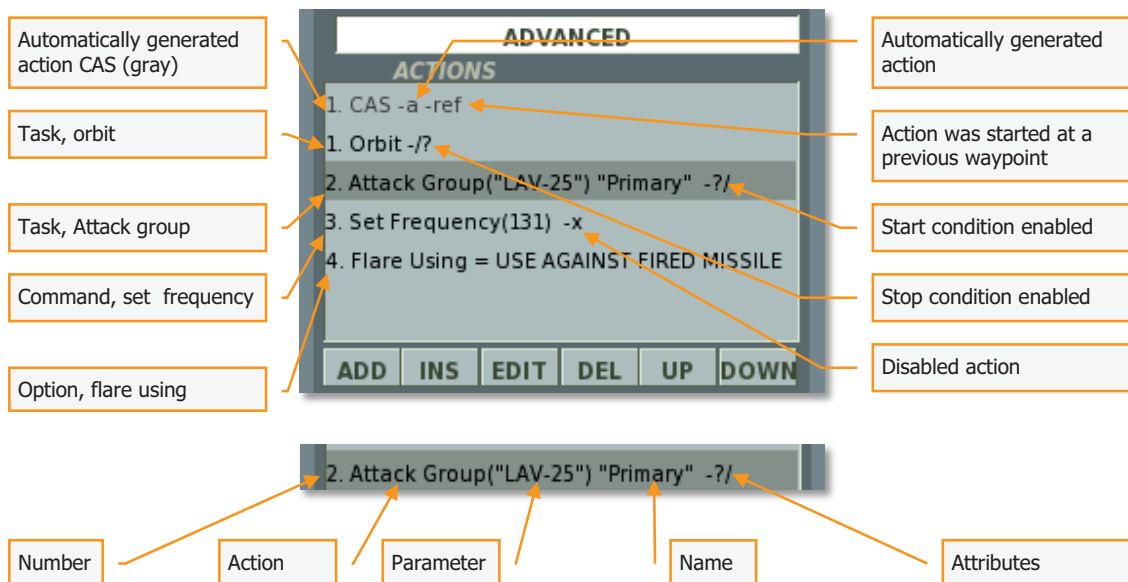 Automatically generated
action CAS (gray)
Task, orbit
Task, Attack group
Command, set frequency
Option, flare using
ADVANCED
ACTIONS
1. CAS -a -ref
1. Orbit -/?
2. Attack Group("LAV-25") "Primary" -?/
3. Set Frequency(131) -x
4. Flare Using = USE AGAINST FIRED MISSILE
ADD INS EDIT DEL UP DOWN
Automatically generated
action
Action was started at a
previous waypoint
Start condition enabled
Stop condition enabled
Disabled action
2. Attack Group("LAV-25") "Primary" -?/
Number
Action
Parameter
Name
Attributes